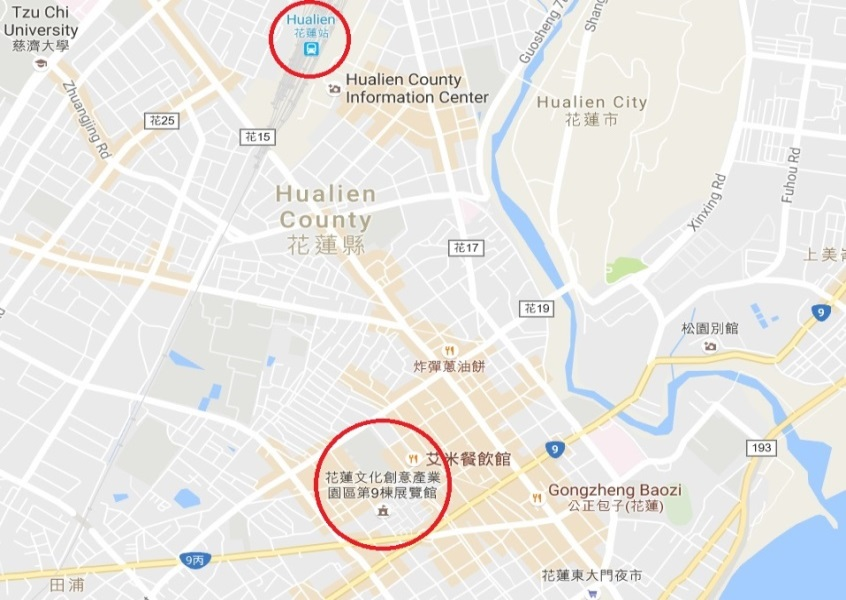 Tzu Chi
University
慈濟大學
Hualien
花蓮站
Hualien County
Information Center
Guosheng 7
Shang
Hualien City
花蓮市
Zhuangjing Rd
花25
花15
Hualien
County
花蓮縣
花17
Xinxing Rd
Fuhou Rd
上美
花19
9
松園別館
炸彈蔥油餅
艾米餐飲館
花蓮文化創意產業
園區第9棟展覽館
9
193
Gongzheng Baozi
公正包子(花蓮)
9丙
田浦
花蓮東大門夜市